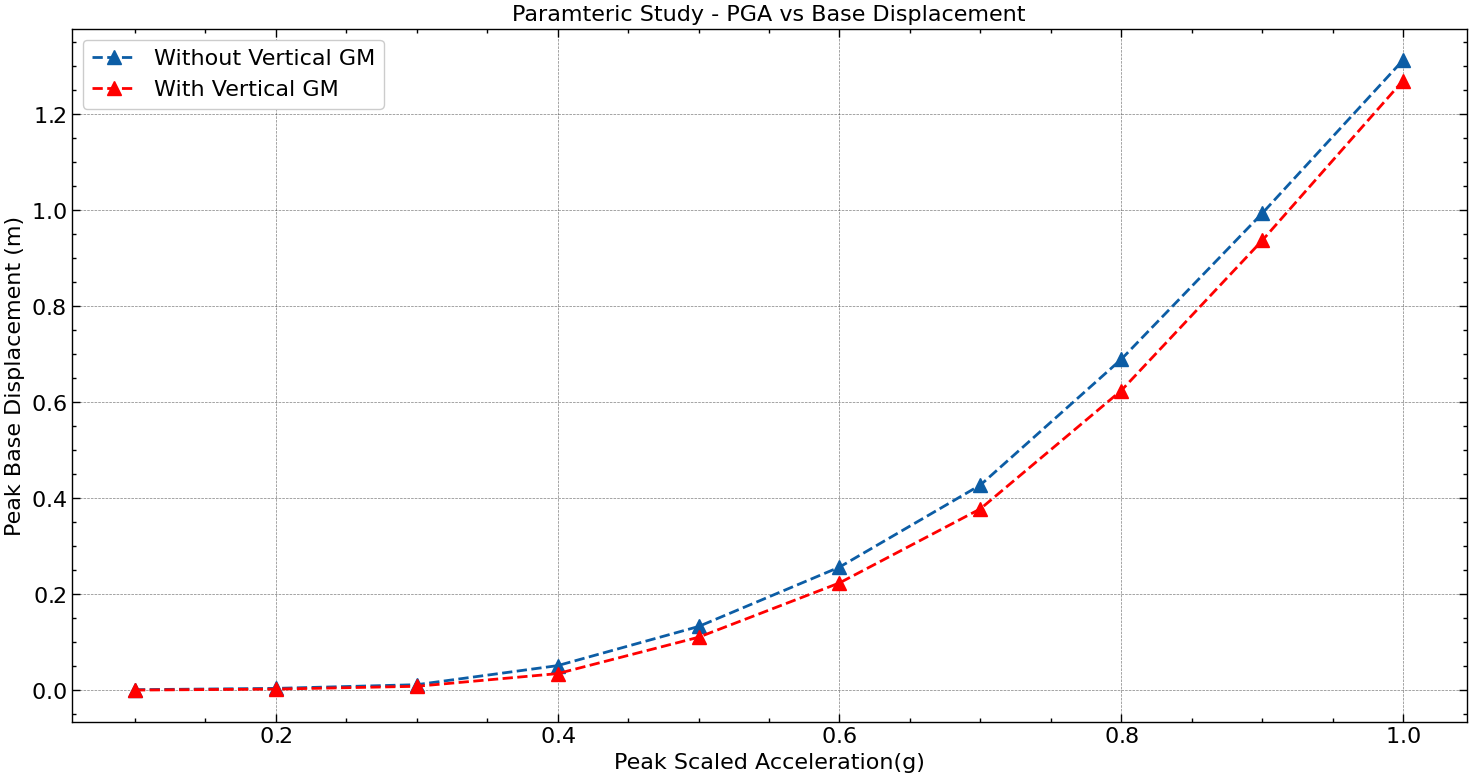 Paramteric Study - PGA vs Base Displacement
Without Vertical GM
With Vertical GM
Peak Base Displacement (m)
1.2
1.0
0.8
0.6
0.4
0.2
0.0
0.2
0.4
0.6
0.8
1.0
Peak Scaled Acceleration(g)